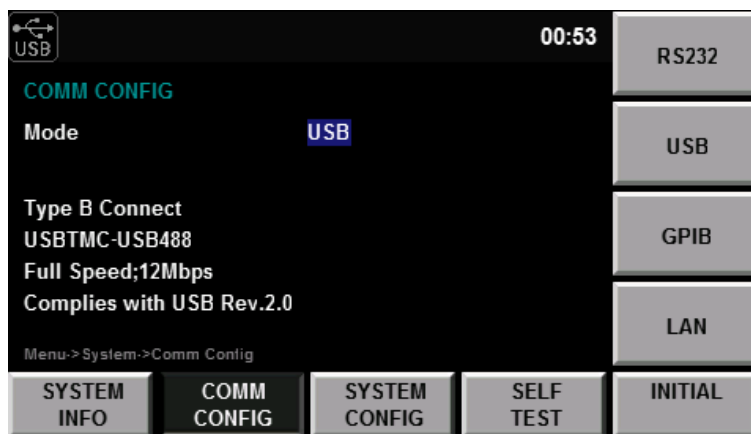 USB
00:53
COMM CONFIG
Mode USB
Type B Connect
USBTMC-USB488
Full Speed;12Mbps
Complies with USB Rev.2.0
Menu->System->Comm Config
RS232
USB
GPIB
LAN
SYSTEM INFO
COMM CONFIG
SYSTEM CONFIG
SELF TEST
INITIAL